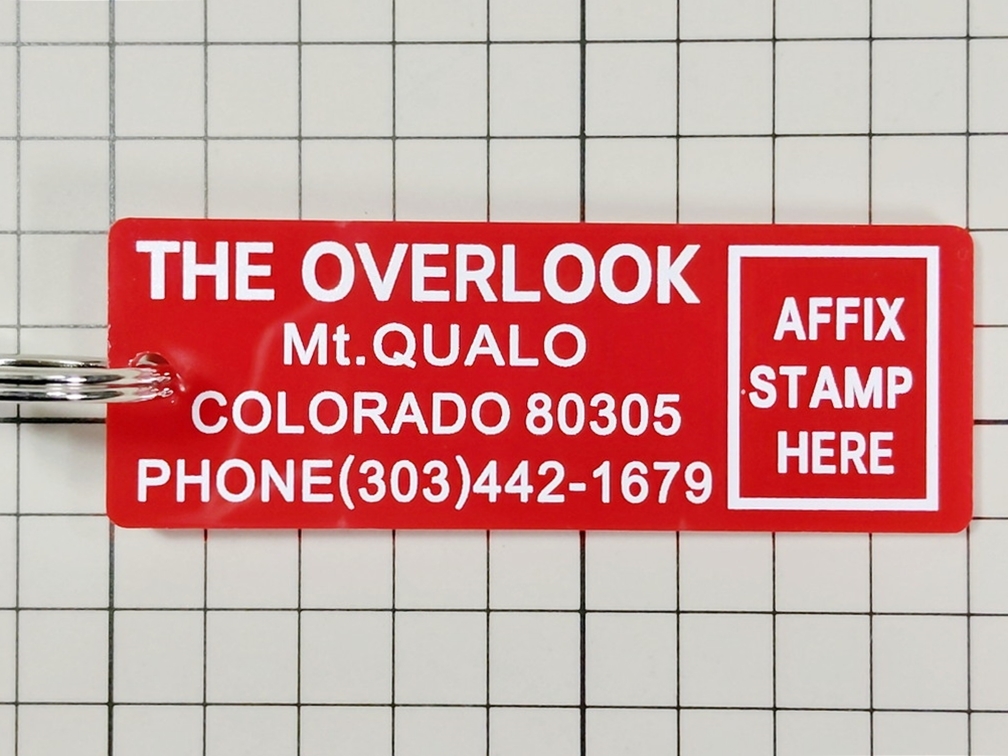 THE OVERLOOK
Mt.QUALO
COLORADO 80305
PHONE(303)442-1679
AFFIX
STAMP
HERE